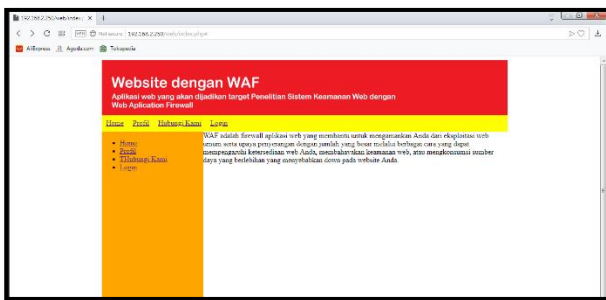 192.168.2.250/web/index.p
VPN
Not secure
192.168.2.250/web/index.php#
AliExpress
Agoda.com
Tokopedia
Website dengan WAF
Aplikasi web yang akan dijadikan target Penelitian Sistem Keamanan Web dengan
Web Aplication Firewall
Home Profil Hubungi Kami Login
Home
Profil
THubungi Kami
Login
WAF adalah firewall aplikasi web yang membantu untuk mengamankan Anda dari eksploitasi web
umum serta upaya penyerangan dengan jumlah yang besar melalui berbagai cara yang dapat
mempengaruhi ketersediaan web Anda, membahayakan keamanan web, atau mengkonsumsi sumber
daya yang berlebihan yang menyebabkan down pada website Anda.